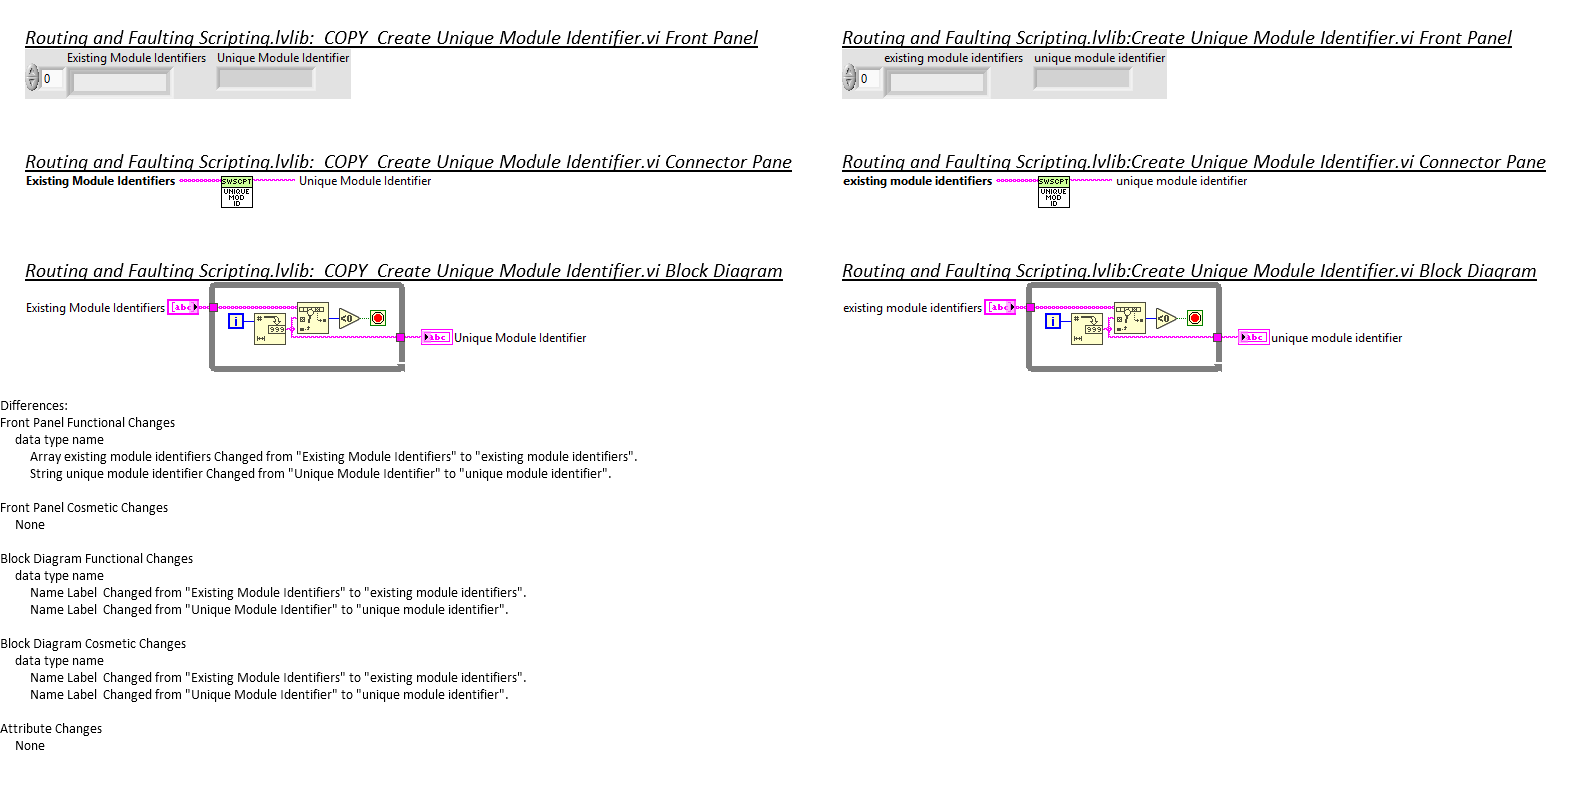 Routing and Faulting Scripting.lvlib:_COPY_Create Unique Module Identifier.vi Front Panel
Existing Module Identifiers Unique Module Identifier
0
Routing and Faulting Scripting.lvlib:_COPY_Create Unique Module Identifier.vi Connector Pane
Existing Module Identifiers Unique Module Identifier
SWSCPT
UNIQUE
MOD
ID
Routing and Faulting Scripting.lvlib:_COPY_Create Unique Module Identifier.vi Block Diagram
Existing Module Identifiers abc
i # 999 <0
abc Unique Module Identifier
Routing and Faulting Scripting.lvlib:Create Unique Module Identifier.vi Front Panel
existing module identifiers unique module identifier
0
Routing and Faulting Scripting.lvlib:Create Unique Module Identifier.vi Connector Pane
existing module identifiers unique module identifier
SWSCPT
UNIQUE
MOD
ID
Routing and Faulting Scripting.lvlib:Create Unique Module Identifier.vi Block Diagram
existing module identifiers abc
i # 999 <0
abc unique module identifier
Differences:
Front Panel Functional Changes
data type name
Array existing module identifiers Changed from "Existing Module Identifiers" to "existing module identifiers".
String unique module identifier Changed from "Unique Module Identifier" to "unique module identifier".
Front Panel Cosmetic Changes
None
Block Diagram Functional Changes
data type name
Name Label  Changed from "Existing Module Identifiers" to "existing module identifiers".
Name Label  Changed from "Unique Module Identifier" to "unique module identifier".
Block Diagram Cosmetic Changes
data type name
Name Label  Changed from "Existing Module Identifiers" to "existing module identifiers".
Name Label  Changed from "Unique Module Identifier" to "unique module identifier".
Attribute Changes
None